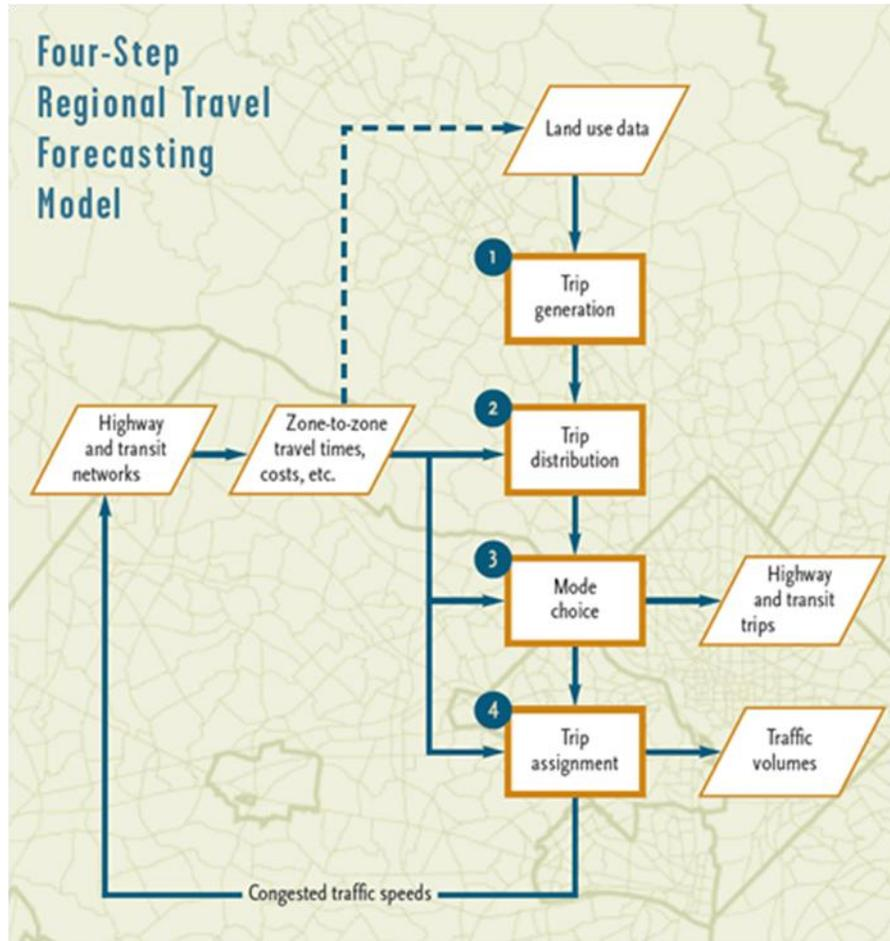 Four-Step
Regional Travel
Forecasting
Model
Land use data
1
Trip
generation
2
Trip
distribution
Highway
and transit
networks
Zone-to-zone
travel times,
costs, etc.
3
Mode
choice
Highway
and transit
trips
4
Trip
assignment
Traffic
volumes
Congested traffic speeds